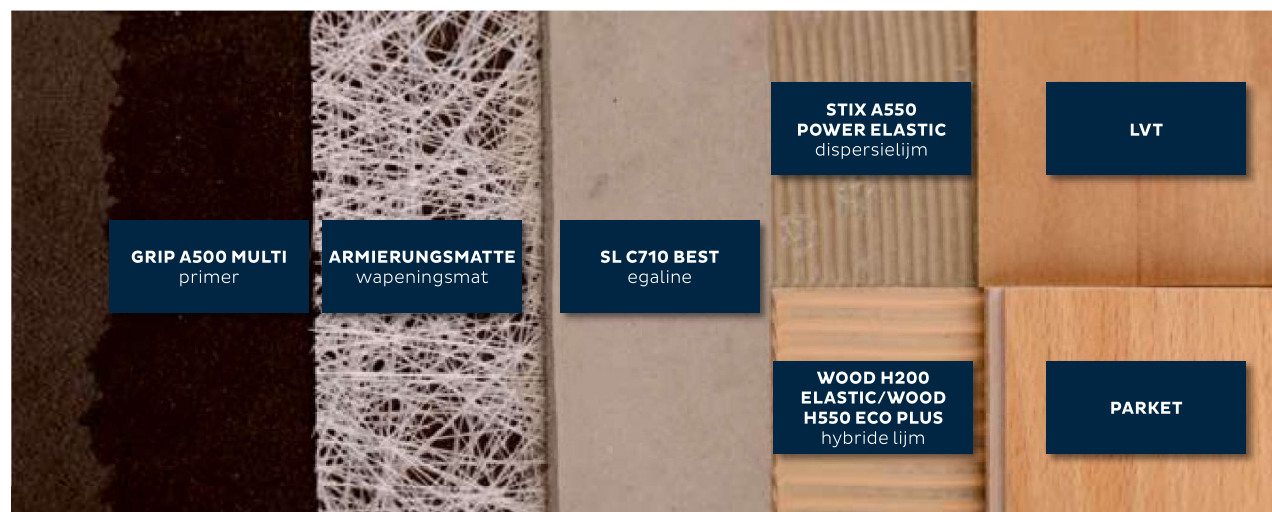 GRIP A500 MULTI
primer
ARMIERUNGSMATTE
wapeningsmat
SL C710 BEST
egaline
STIX A550
POWER ELASTIC
dispersielijm
LVT
WOOD H200
ELASTIC/WOOD
H550 ECO PLUS
hybride lijm
PARKET